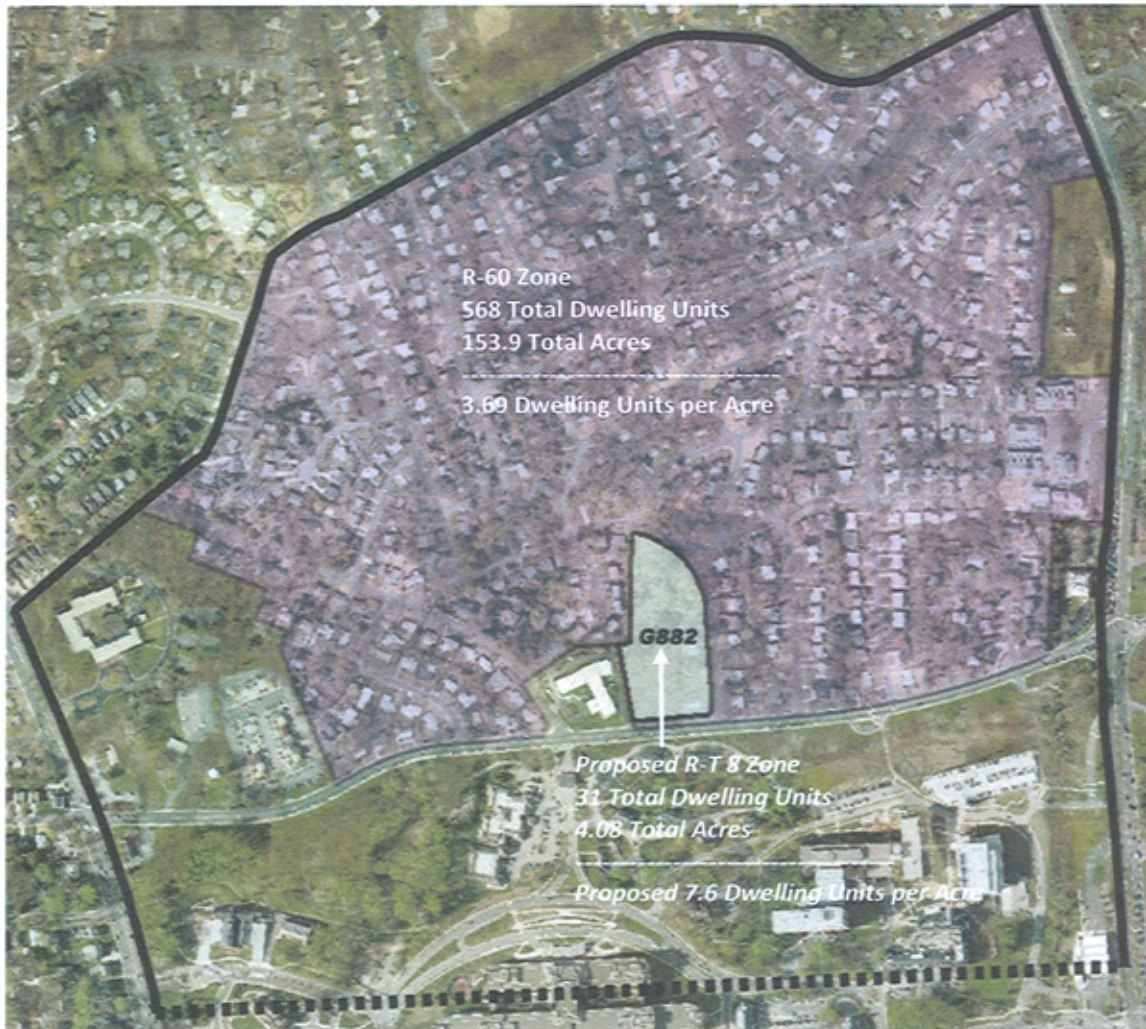 R-60 Zone
568 Total Dwelling Units
153.9 Total Acres
3.69 Dwelling Units per Acre
G882
Proposed R-T 8 Zone
31 Total Dwelling Units
4.08 Total Acres
Proposed 7.6 Dwelling Units per Acre